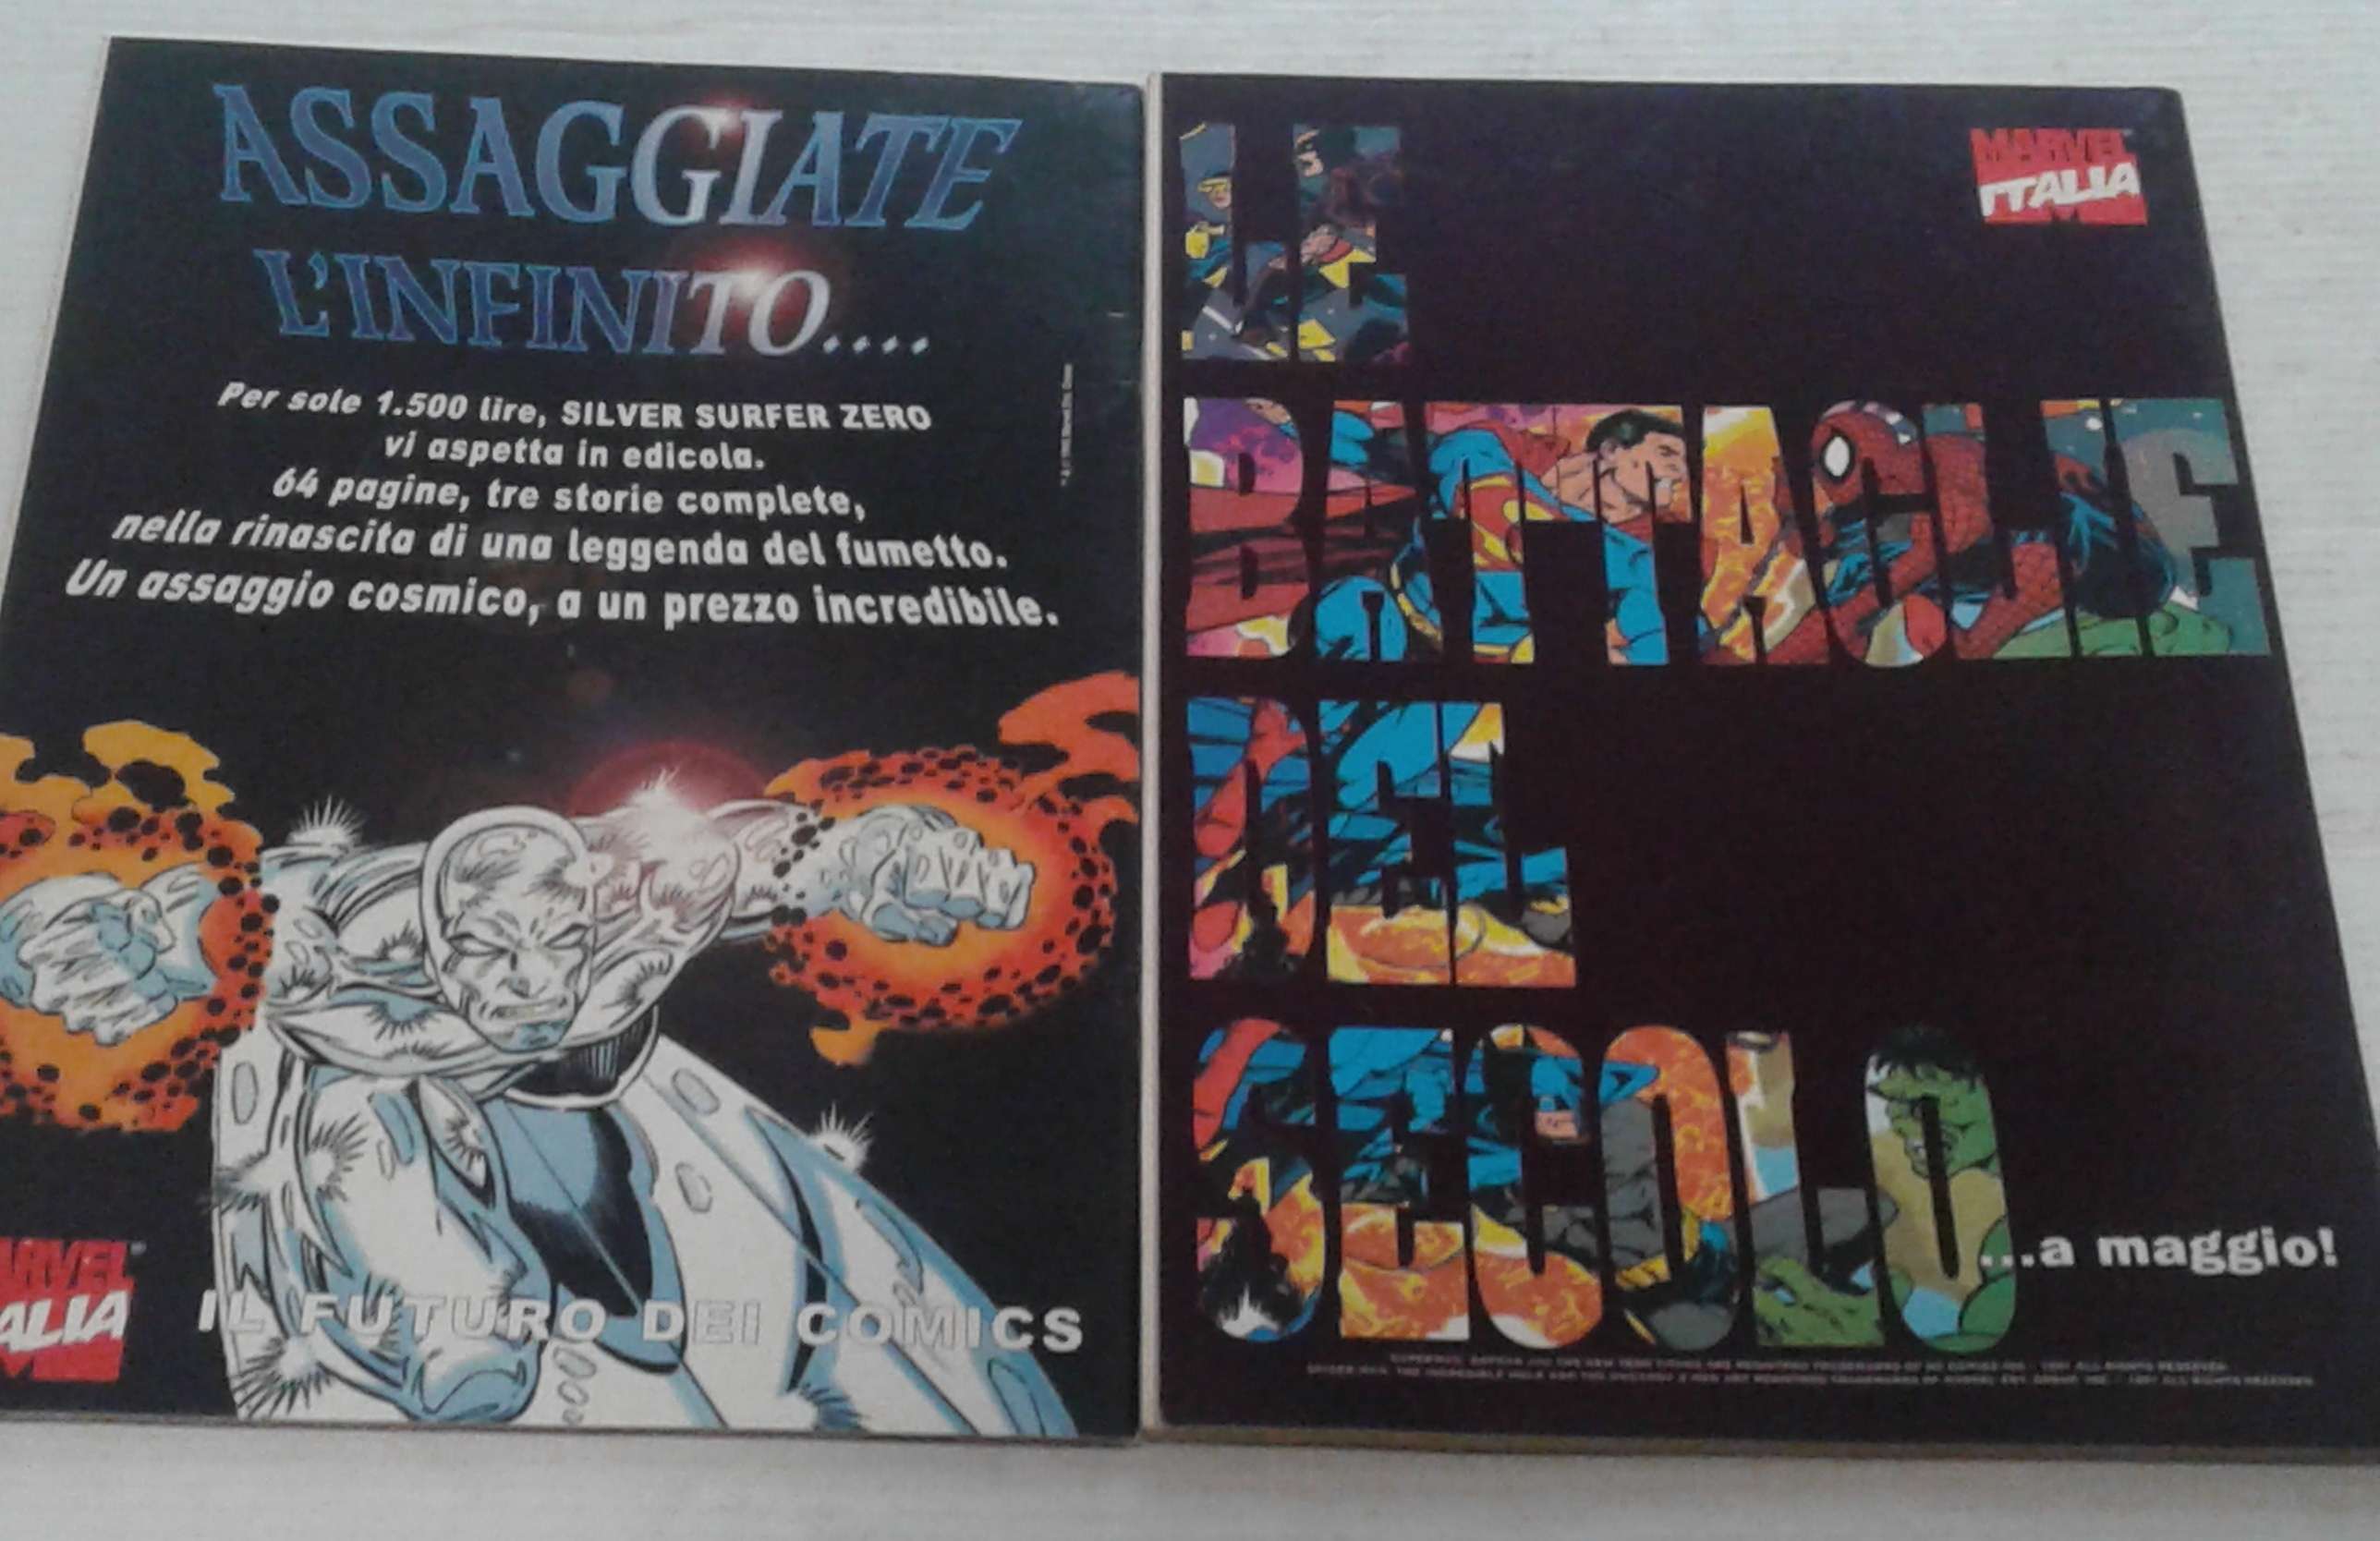 ASSAGGIATE
L'INFINITO....
Per sole 1.500 lire, SILVER SURFER ZERO
vi aspetta in edicola.
64 pagine, tre storie complete,
nella rinascita di una leggenda del fumetto.
Un assaggio cosmico, a un prezzo incredibile.
ARVEL
ALIA
IL FUTURO DEI COMICS
MARVEL
ITALIA
LE
BATTAGLIE
DEL
SECOLO
...a maggio!